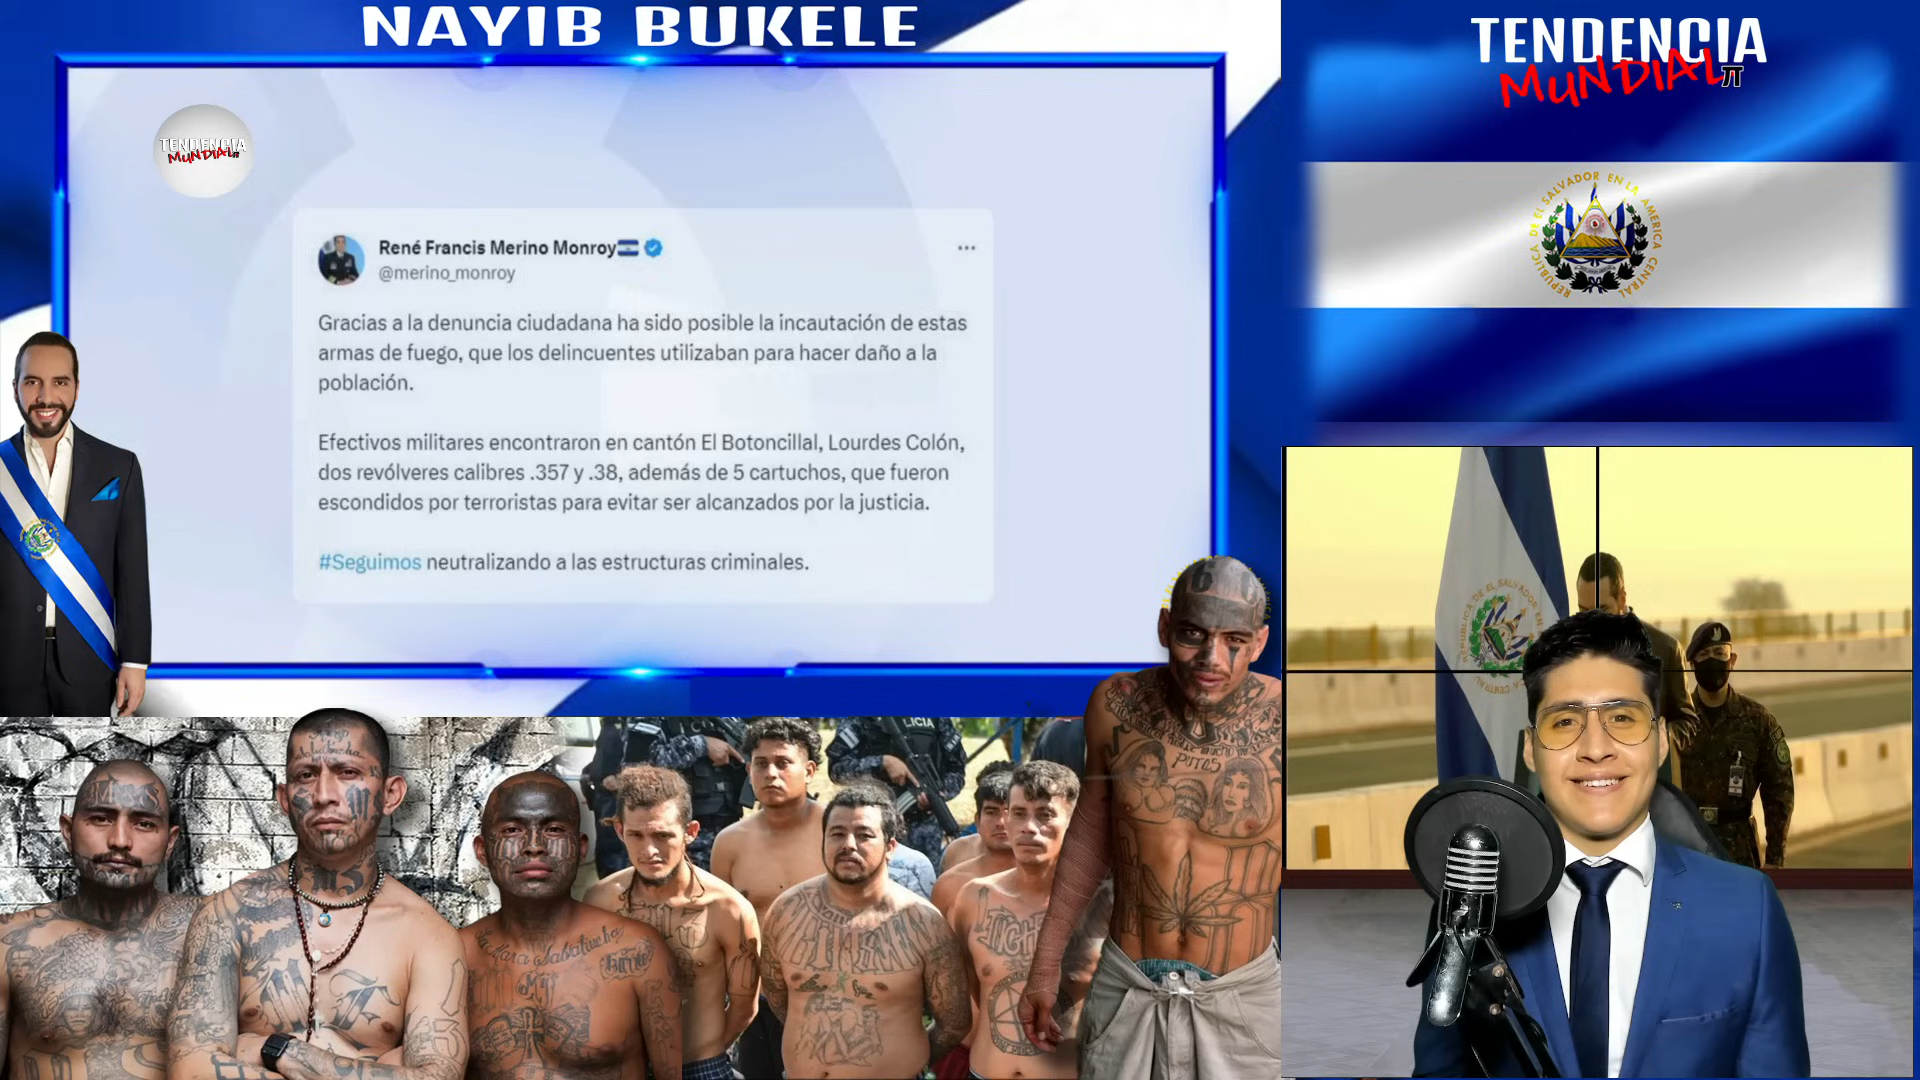 NAYIB BUKELE
TENDENCIA
MUNDIAL π
TENDENCIA
MUNDIAL π
René Francis Merino Monroy
@merino_monroy
Gracias a la denuncia ciudadana ha sido posible la incautación de estas
armas de fuego, que los delincuentes utilizaban para hacer daño a la
población.
Efectivos militares encontraron en cantón El Botoncillal, Lourdes Colón,
dos revólveres calibres .357 y .38, además de 5 cartuchos, que fueron
escondidos por terroristas para evitar ser alcanzados por la justicia.
#Seguimos neutralizando a las estructuras criminales.
REPUBLICA DE EL SALVADOR EN LA AMERICA CENTRAL
LICIA
PUTAS
MS